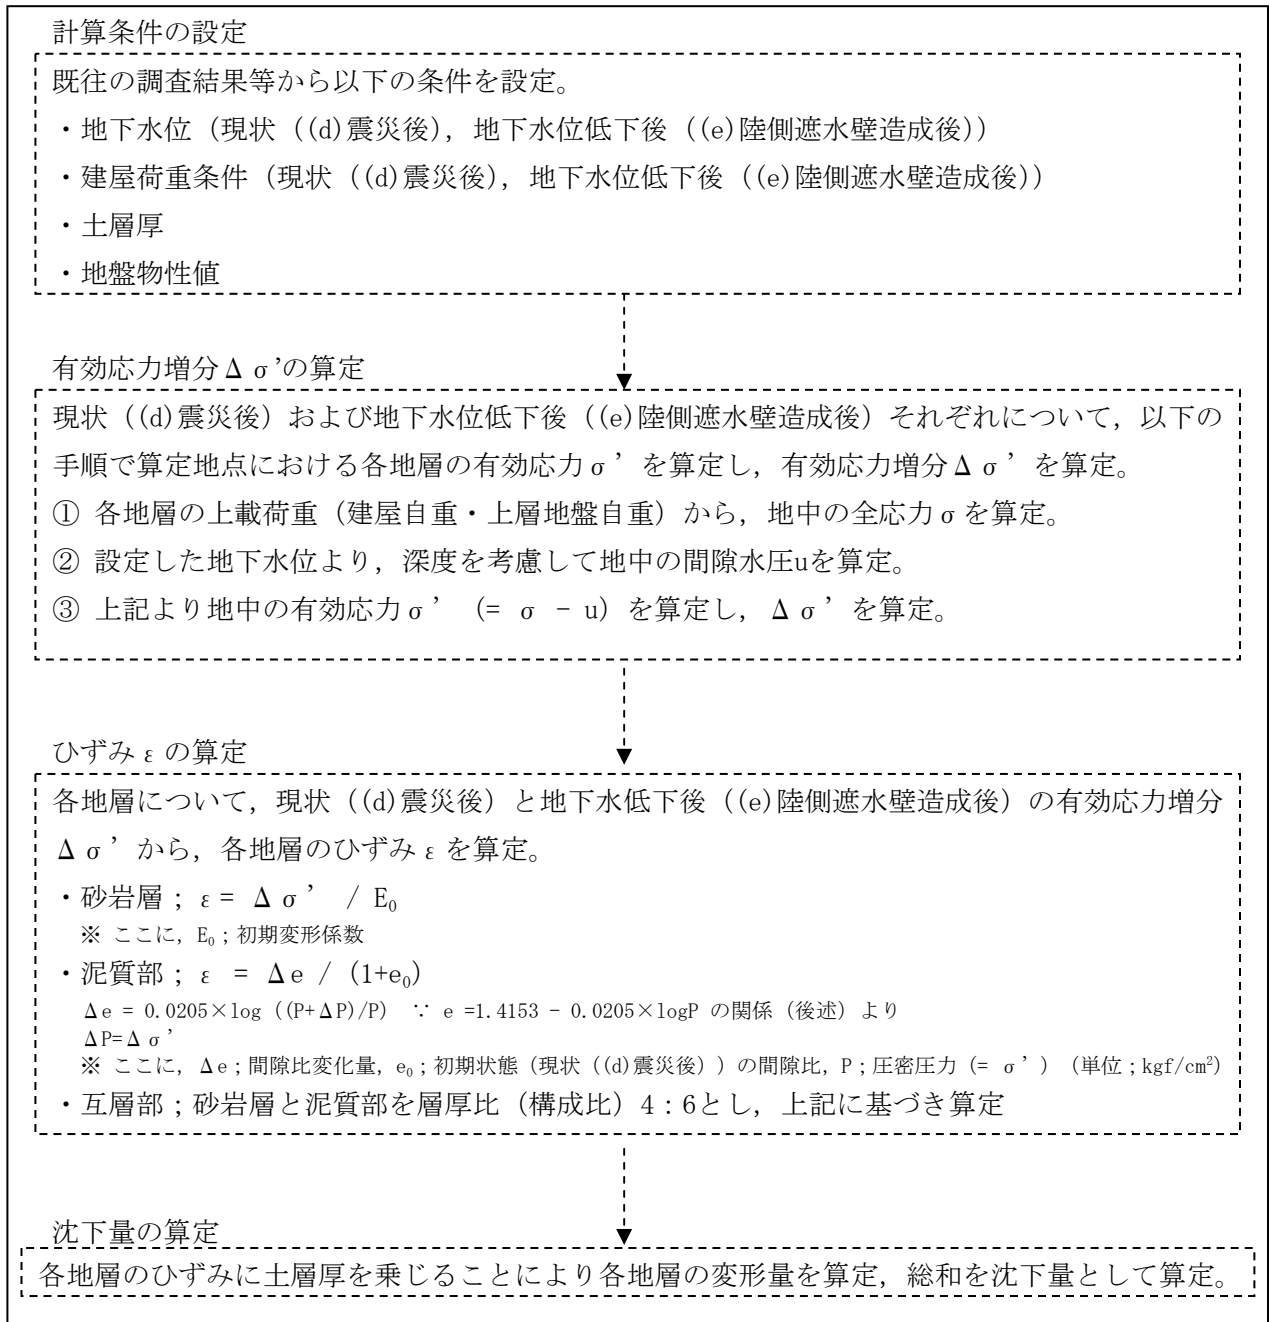 計算条件の設定
既往の調査結果等から以下の条件を設定。
・地下水位（現状（(d)震災後），地下水位低下後（(e)陸側遮水壁造成後））
・建屋荷重条件（現状（(d)震災後），地下水位低下後（(e)陸側遮水壁造成後））
・土層厚
・地盤物性値
有効応力増分Δσ’の算定
現状（(d)震災後）および地下水位低下後（(e)陸側遮水壁造成後）それぞれについて，以下の
手順で算定地点における各地層の有効応力σ’を算定し，有効応力増分Δσ’を算定。
① 各地層の上載荷重（建屋自重・上層地盤自重）から，地中の全応力σを算定。
② 設定した地下水位より，深度を考慮して地中の間隙水圧uを算定。
③ 上記より地中の有効応力σ’（= σ - u）を算定し，Δσ’を算定。
ひずみεの算定
各地層について，現状（(d)震災後）と地下水低下後（(e)陸側遮水壁造成後）の有効応力増分
Δσ’から，各地層のひずみεを算定。
・砂岩層；ε= Δσ’ / E₀
※ ここに，E₀；初期変形係数
・泥質部；ε = Δe / (1+e₀)
Δe = 0.0205×log ((P+ΔP)/P) ∵ e =1.4153 - 0.0205×logP の関係（後述）より
ΔP=Δσ’
※ ここに，Δe；間隙比変化量，e₀；初期状態（現状（(d)震災後））の間隙比，P；圧密圧力（= σ’）（単位；kgf/cm²）
・互層部；砂岩層と泥質部を層厚比（構成比）4：6とし，上記に基づき算定
沈下量の算定
各地層のひずみに土層厚を乗じることにより各地層の変形量を算定，総和を沈下量として算定。